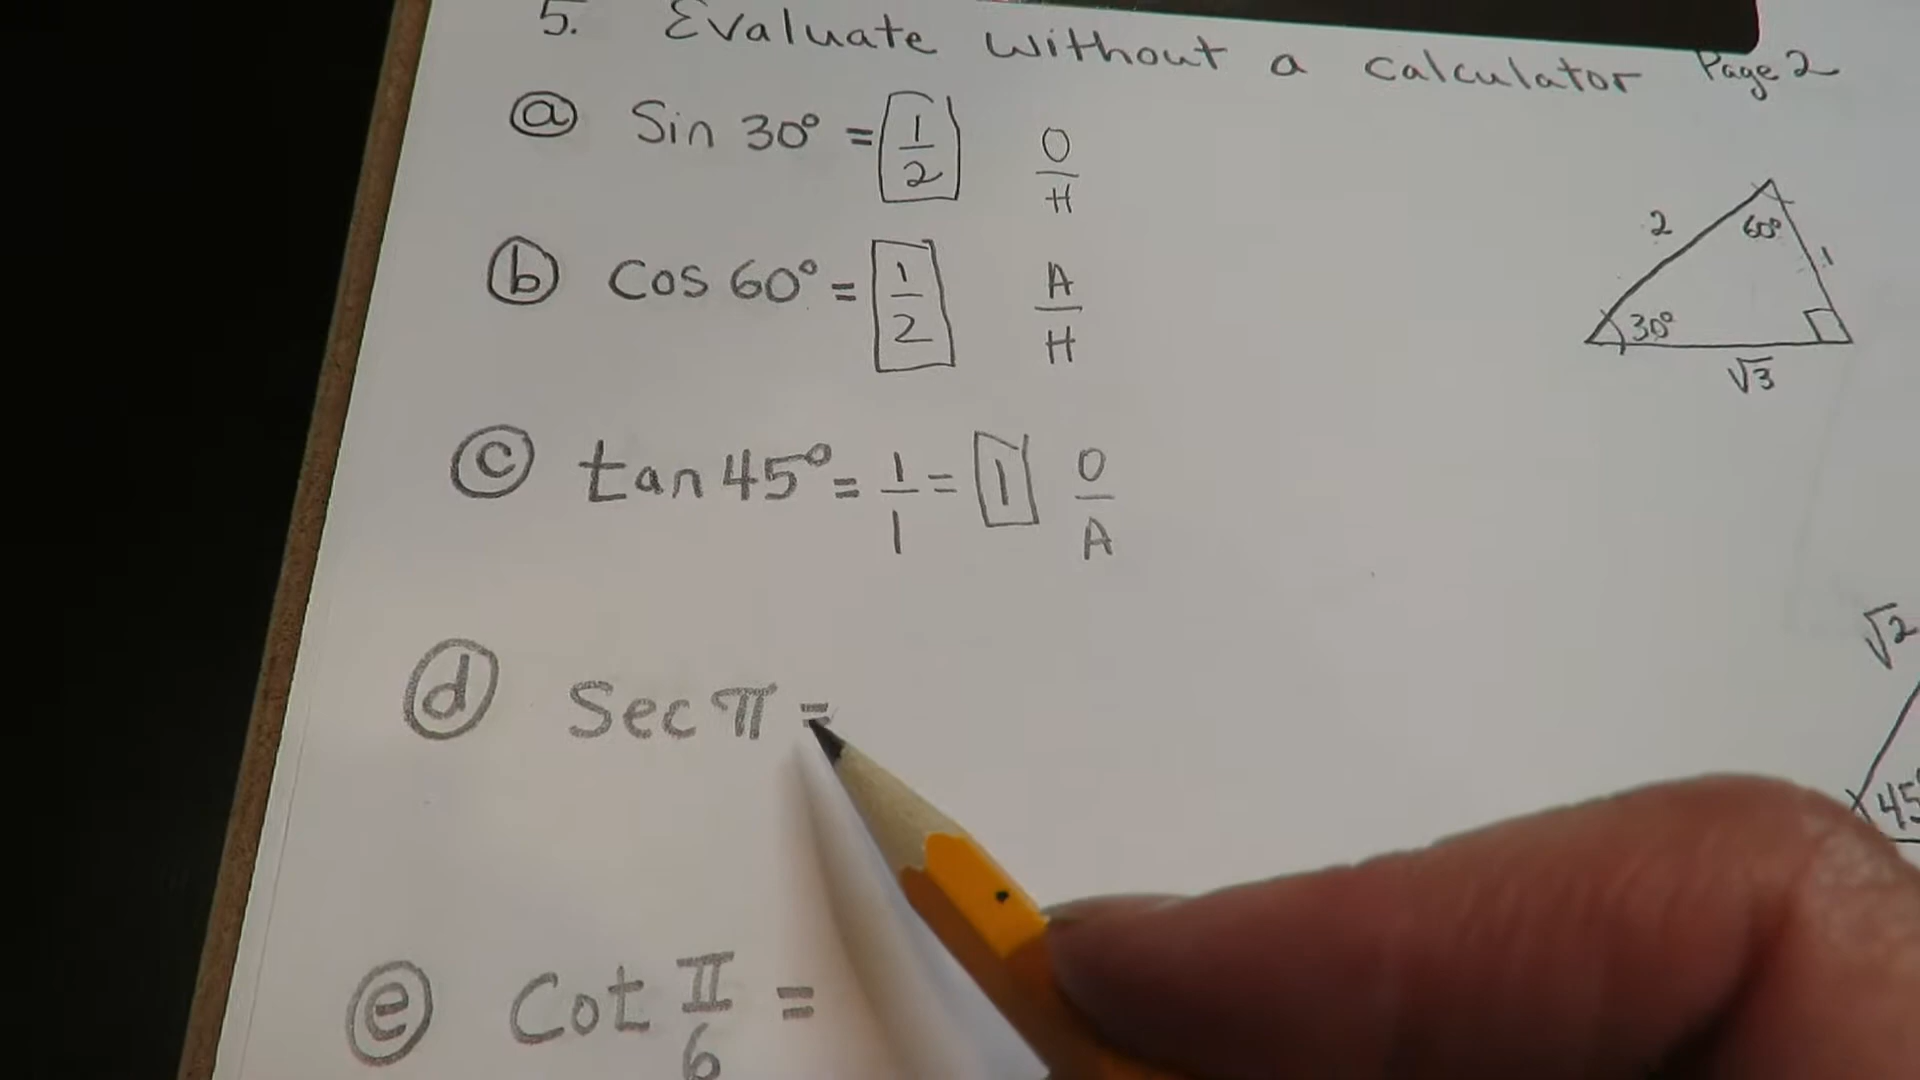 5. Evaluate without a calculator Page 2
ⓐ Sin 30° = 1/2 O/H
ⓑ Cos 60° = 1/2 A/H
ⓒ tan 45° = 1/1 = 1 O/A
ⓓ Sec π =
ⓔ Cot π/6 =
2
60°
1
30°
√3
√2
45°